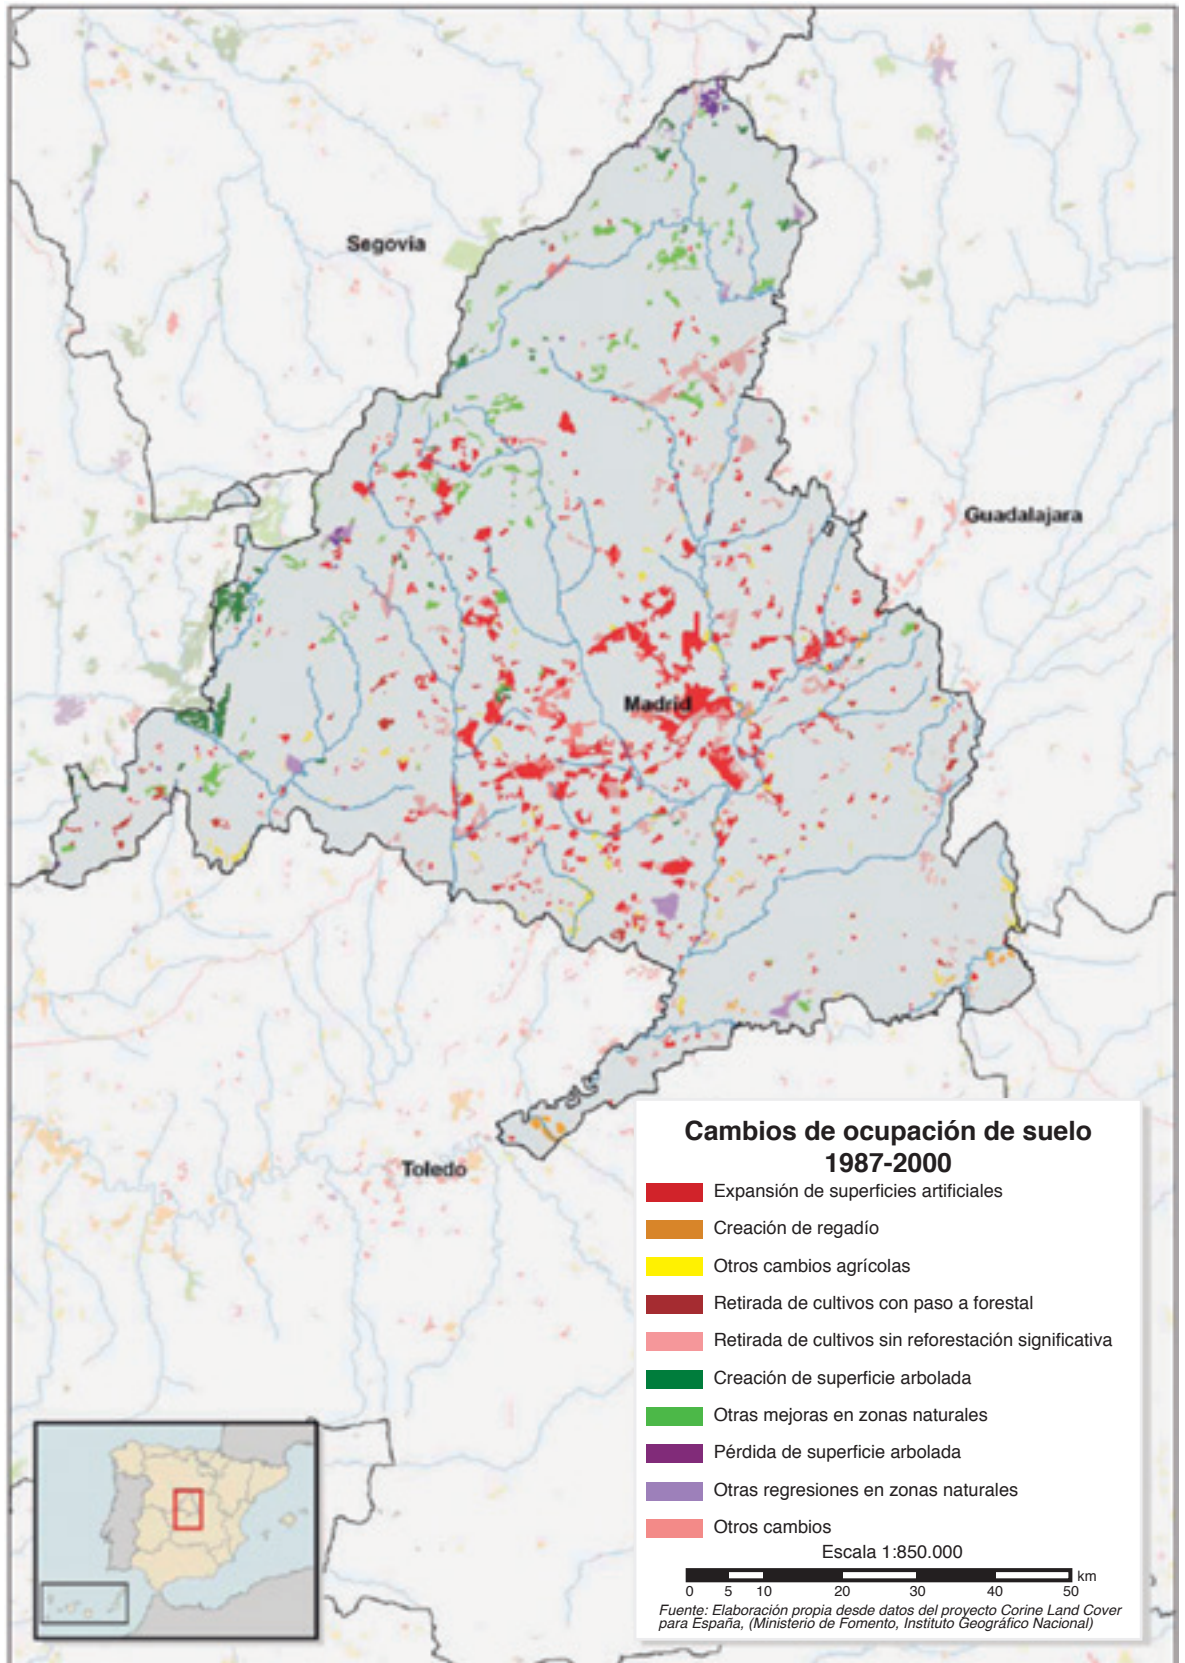 Segovia
Guadalajara
Madrid
Toledo
Cambios de ocupación de suelo
1987-2000
Expansión de superficies artificiales
Creación de regadío
Otros cambios agrícolas
Retirada de cultivos con paso a forestal
Retirada de cultivos sin reforestación significativa
Creación de superficie arbolada
Otras mejoras en zonas naturales
Pérdida de superficie arbolada
Otras regresiones en zonas naturales
Otros cambios
Escala 1:850.000
km
0 5 10 20 30 40 50
Fuente: Elaboración propia desde datos del proyecto Corine Land Cover
para España, (Ministerio de Fomento, Instituto Geográfico Nacional)